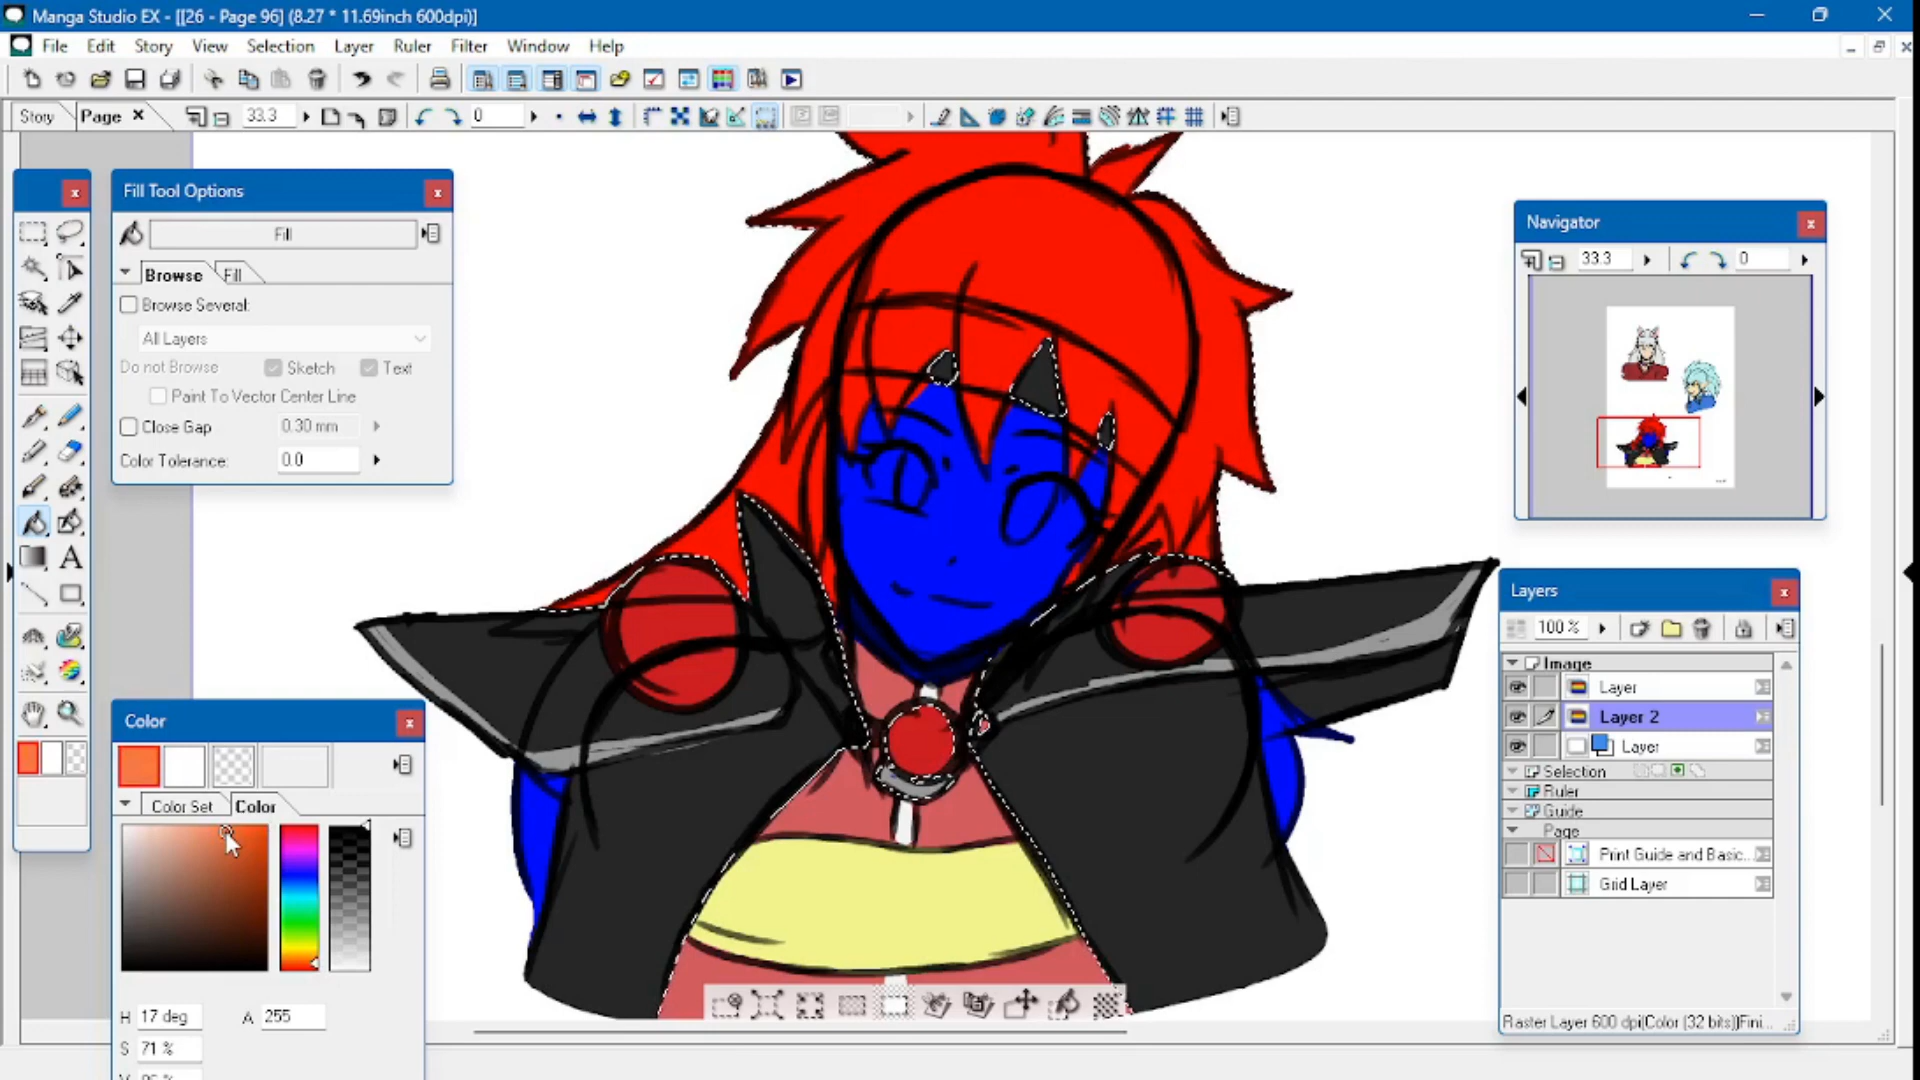 Manga Studio EX - [[26 - Page 96] (8.27 * 11.69inch 600dpi)]
File Edit Story View Selection Layer Ruler Filter Window Help
Story Page 33.3 0
Fill Tool Options
Fill
Browse Fill
Browse Several:
All Layers
Do not Browse Sketch Text
Paint To Vector Center Line
Close Gap 0.30 mm
Color Tolerance: 0.0
Navigator
33.3 0
Layers
100 %
Image
Layer
Layer 2
Layer
Selection
Ruler
Guide
Page
Print Guide and Basic...
Grid Layer
Raster Layer 600 dpi(Color (32 bits))Fini...
Color
Color Set Color
H 17 deg A 255
S 71 %